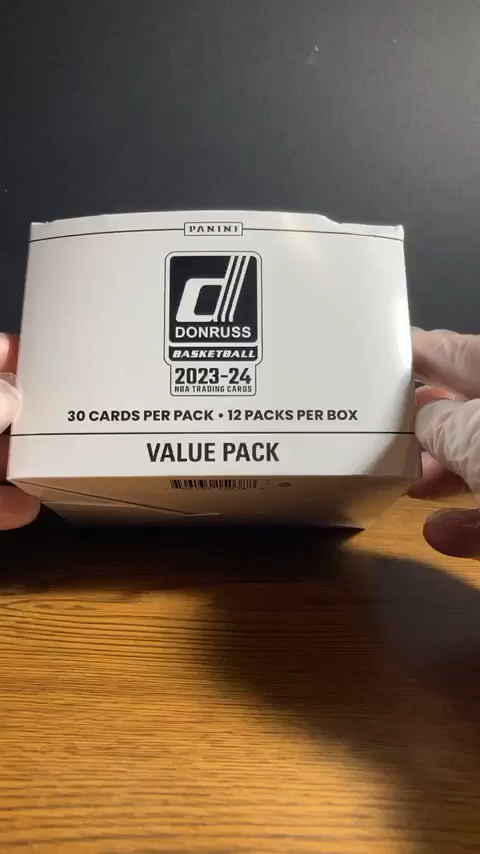 PANINI
d
DONRUSS
BASKETBALL
2023-24
NBA TRADING CARDS
30 CARDS PER PACK • 12 PACKS PER BOX
VALUE PACK